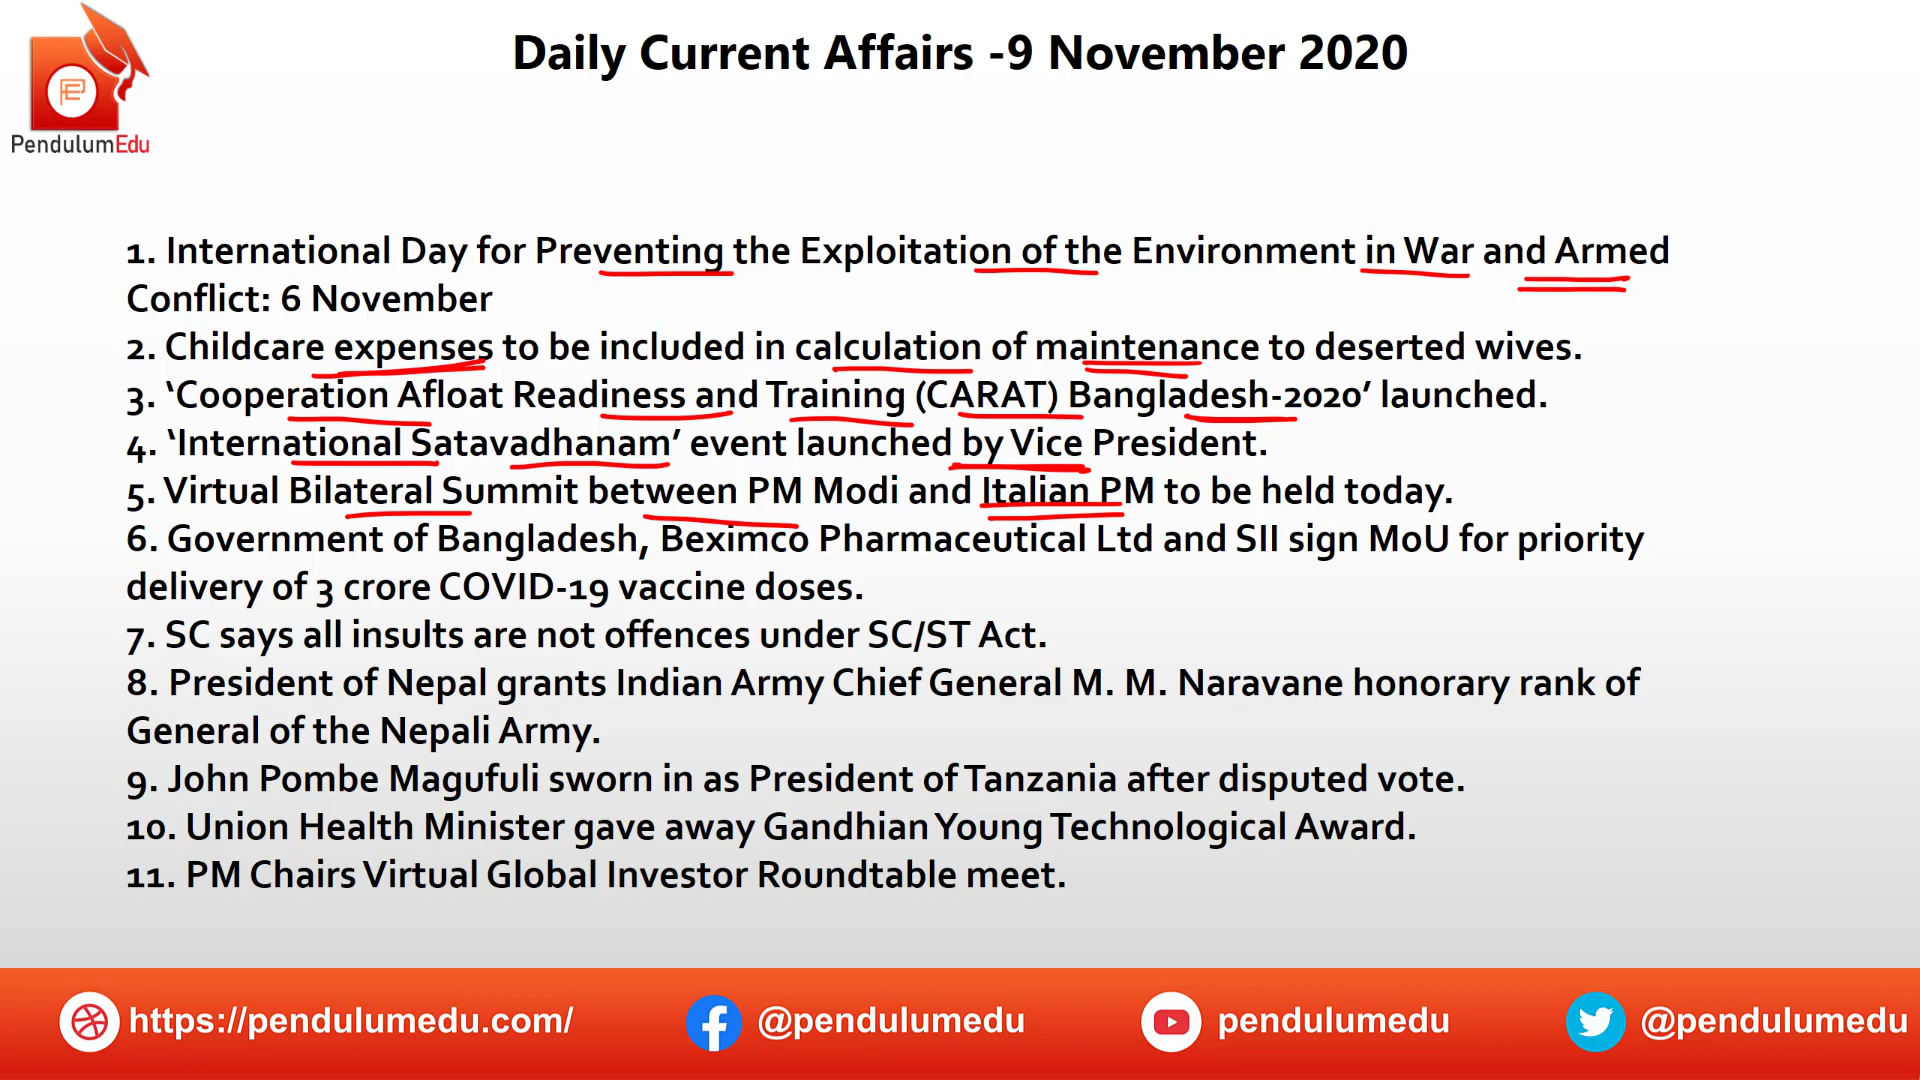 Daily Current Affairs -9 November 2020
PendulumEdu
1. International Day for Preventing the Exploitation of the Environment in War and Armed
Conflict: 6 November
2. Childcare expenses to be included in calculation of maintenance to deserted wives.
3. ‘Cooperation Afloat Readiness and Training (CARAT) Bangladesh-2020’ launched.
4. ‘International Satavadhanam’ event launched by Vice President.
5. Virtual Bilateral Summit between PM Modi and Italian PM to be held today.
6. Government of Bangladesh, Beximco Pharmaceutical Ltd and SII sign MoU for priority
delivery of 3 crore COVID-19 vaccine doses.
7. SC says all insults are not offences under SC/ST Act.
8. President of Nepal grants Indian Army Chief General M. M. Naravane honorary rank of
General of the Nepali Army.
9. John Pombe Magufuli sworn in as President of Tanzania after disputed vote.
10. Union Health Minister gave away Gandhian Young Technological Award.
11. PM Chairs Virtual Global Investor Roundtable meet.
https://pendulumedu.com/ @pendulumedu pendulumedu @pendulumedu